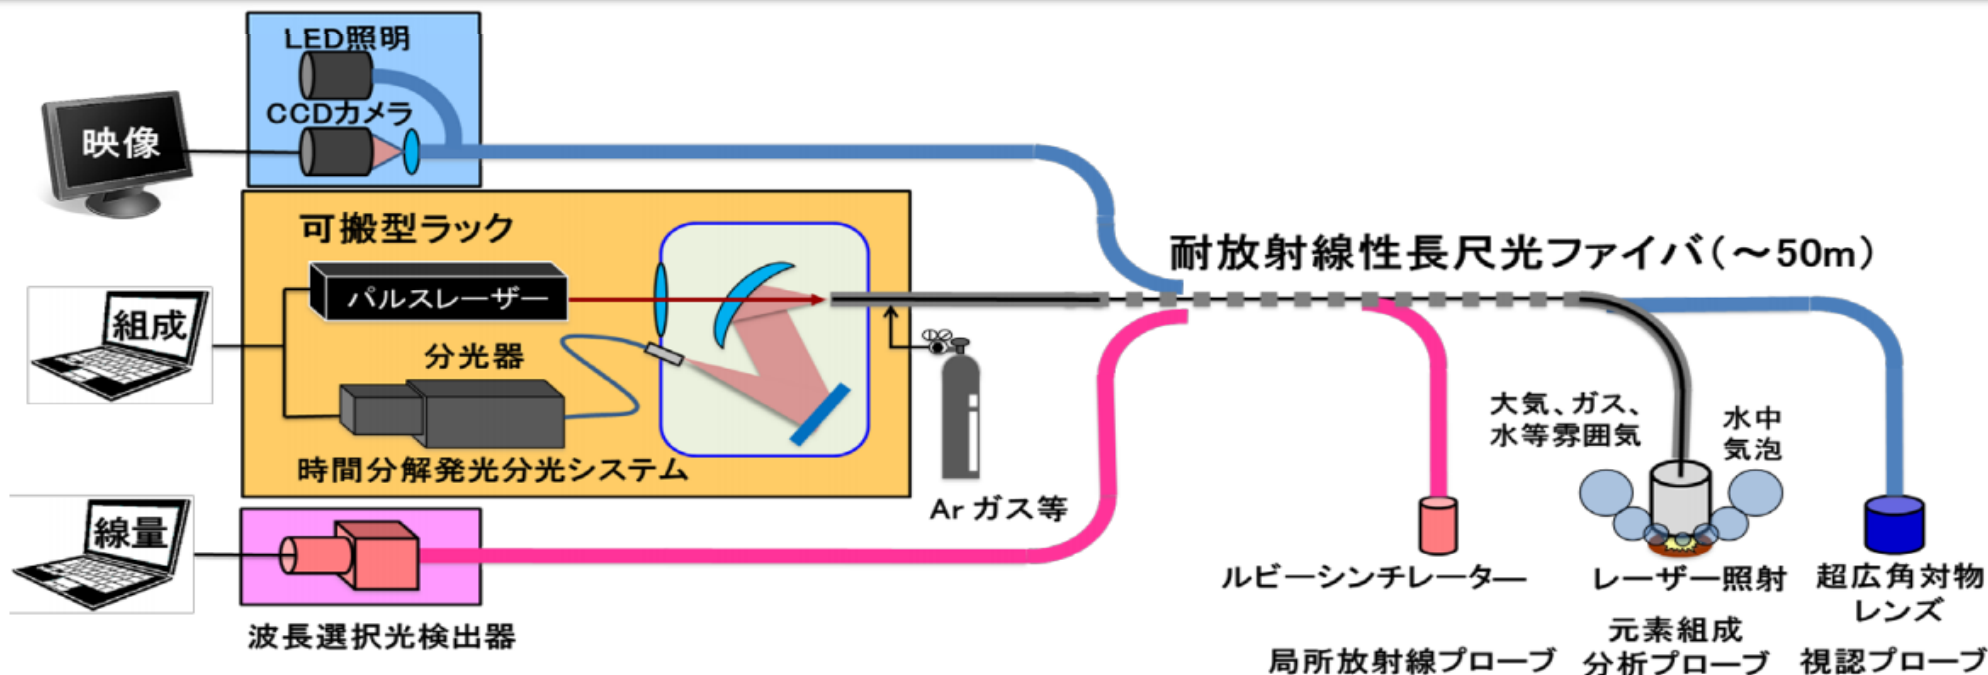 LED照明
CCDカメラ
映像
可搬型ラック
パルスレーザー
組成
分光器
時間分解発光分光システム
Ar ガス等
線量
波長選択光検出器
耐放射線性長尺光ファイバ(～50m)
大気、ガス、
水等雰囲気
水中
気泡
ルビーシンチレーター
レーザー照射
超広角対物
レンズ
局所放射線プローブ
元素組成
分析プローブ
視認プローブ